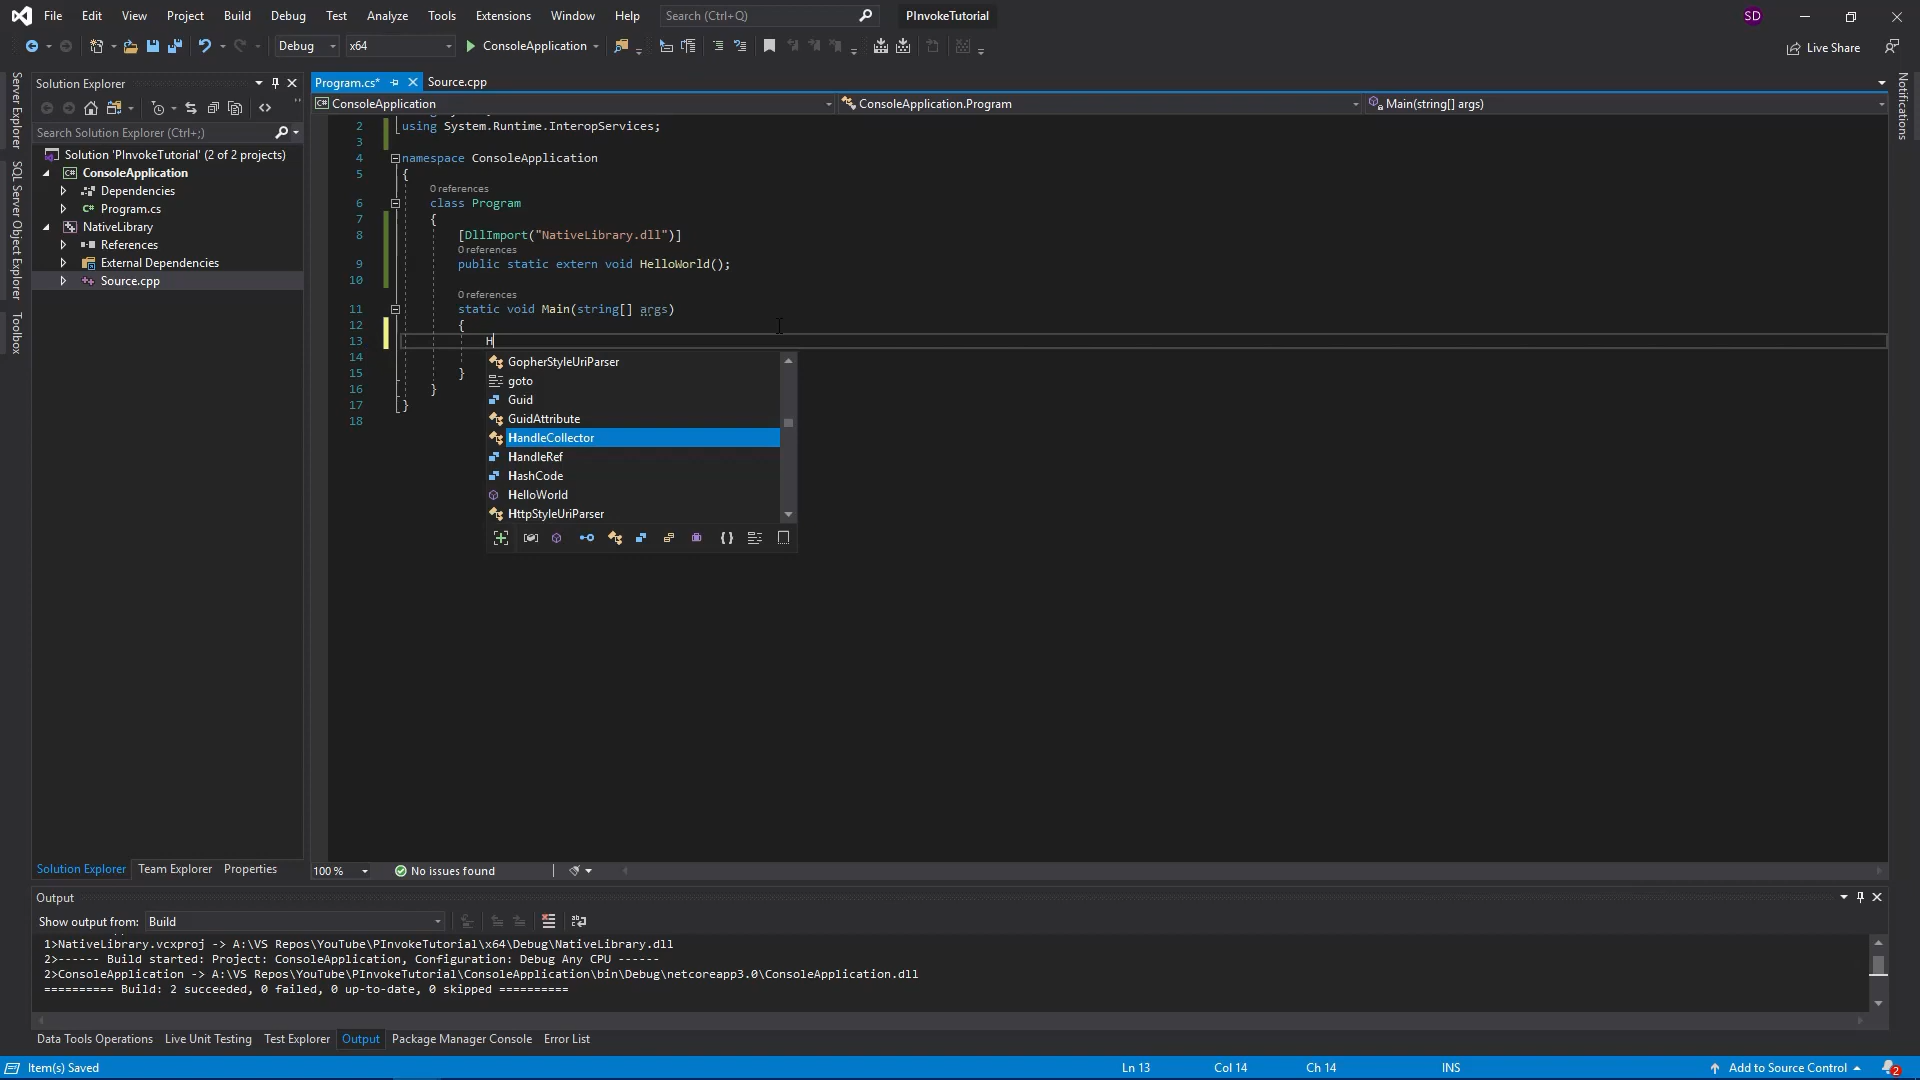 File Edit View Project Build Debug Test Analyze Tools Extensions Window Help Search (Ctrl+Q) PInvokeTutorial SD
Debug x64 ConsoleApplication Live Share
Server Explorer
SQL Server Object Explorer
Toolbox
Notifications
Solution Explorer
Search Solution Explorer (Ctrl+;)
Solution 'PInvokeTutorial' (2 of 2 projects)
C# ConsoleApplication
Dependencies
C# Program.cs
NativeLibrary
References
External Dependencies
++ Source.cpp
Solution Explorer Team Explorer Properties
Program.cs* Source.cpp
C# ConsoleApplication ConsoleApplication.Program Main(string[] args)
2 using System.Runtime.InteropServices;
3
4 namespace ConsoleApplication
5 {
0 references
6 class Program
7 {
8 [DllImport("NativeLibrary.dll")]
0 references
9 public static extern void HelloWorld();
10
0 references
11 static void Main(string[] args)
12 {
13 H
14
15 }
16 }
17 }
18
GopherStyleUriParser
goto
Guid
GuidAttribute
HandleCollector
HandleRef
HashCode
HelloWorld
HttpStyleUriParser
100 % No issues found
Output
Show output from: Build
1>NativeLibrary.vcxproj -> A:\VS Repos\YouTube\PInvokeTutorial\x64\Debug\NativeLibrary.dll
2>------ Build started: Project: ConsoleApplication, Configuration: Debug Any CPU ------
2>ConsoleApplication -> A:\VS Repos\YouTube\PInvokeTutorial\ConsoleApplication\bin\Debug\netcoreapp3.0\ConsoleApplication.dll
========== Build: 2 succeeded, 0 failed, 0 up-to-date, 0 skipped ==========
Data Tools Operations Live Unit Testing Test Explorer Output Package Manager Console Error List
Item(s) Saved Ln 13 Col 14 Ch 14 INS Add to Source Control 2